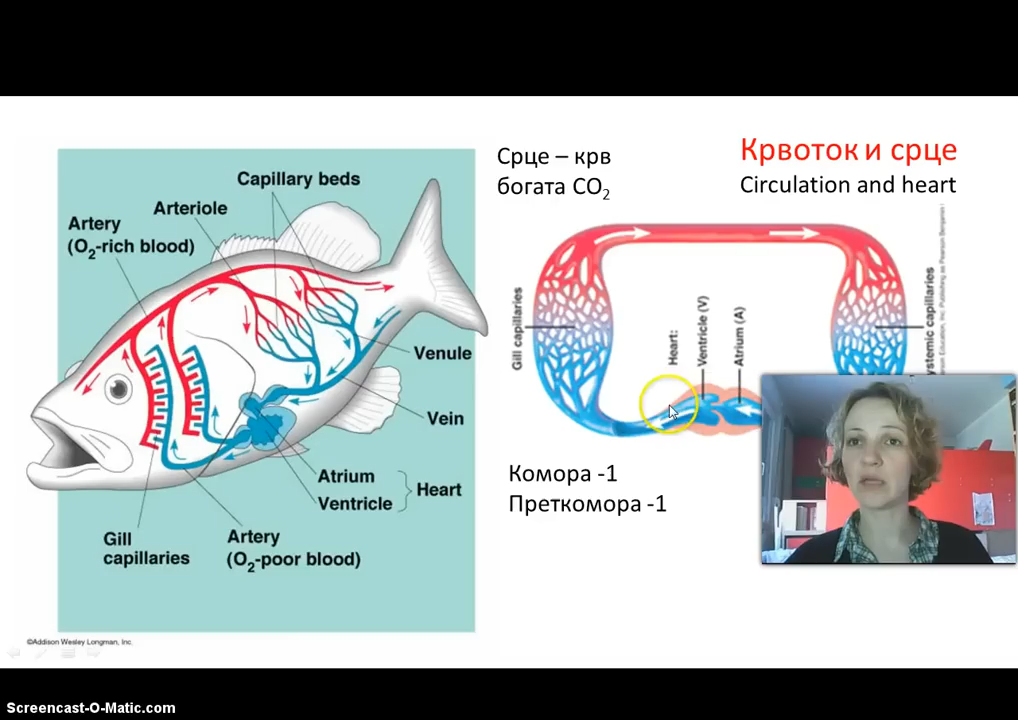 Срце – крв
богата CO2
Крвоток и срце
Circulation and heart
Capillary beds
Arteriole
Artery
(O2-rich blood)
Venule
Vein
Atrium
Ventricle
Heart
Gill
capillaries
Artery
(O2-poor blood)
©Addison Wesley Longman, Inc.
Gill capillaries
Heart:
Ventricle (V)
Atrium (A)
ystemic capillaries
Комора -1
Преткомора -1
Screencast-O-Matic.com